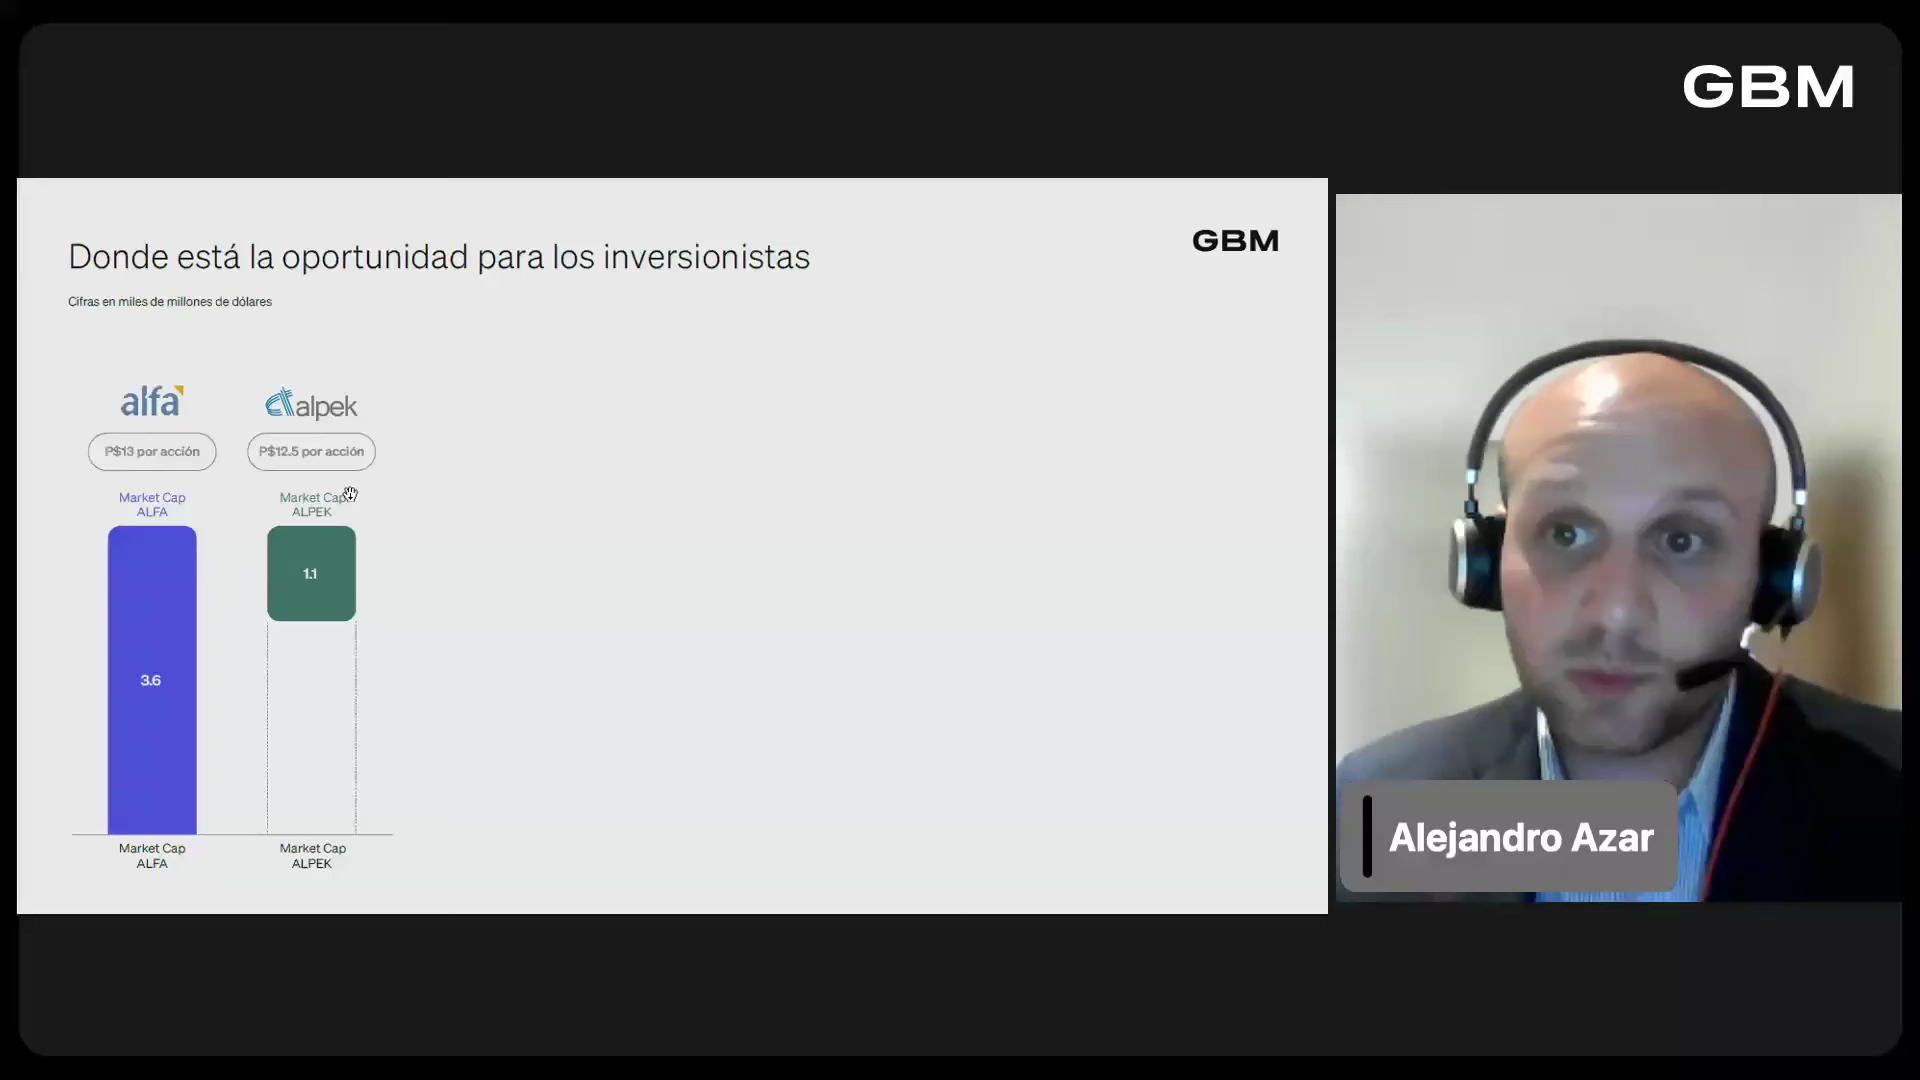 GBM
Donde está la oportunidad para los inversionistas
GBM
Cifras en miles de millones de dólares
alfa
alpek
P$13 por acción
P$12.5 por acción
Market Cap
ALFA
Market Cap
ALPEK
3.6
1.1
Market Cap
ALFA
Market Cap
ALPEK
Alejandro Azar